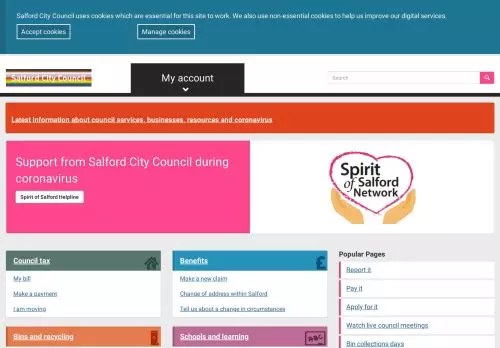 Salford City Council uses cookies which are essential for this site to work. We also use non-essential cookies to help us improve our digital services.
Accept cookies
Manage cookies
Salford City Council
My account
Search
Latest information about council services, businesses, resources and coronavirus
Support from Salford City Council during
coronavirus
Spirit of Salford Helpline
Spirit
of Salford
Network
Council tax
My bill
Make a payment
I am moving
Benefits
£
Make a new claim
Change of address within Salford
Tell us about a change in circumstances
Popular Pages
Report it
Pay it
Apply for it
Watch live council meetings
Bin collections days
Bins and recycling
Schools and learning
ABC